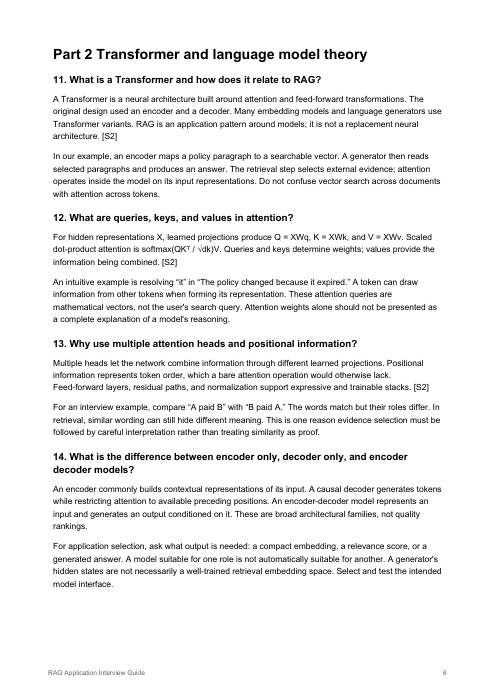 Part 2 Transformer and language model theory
11. What is a Transformer and how does it relate to RAG?
A Transformer is a neural architecture built around attention and feed-forward transformations. The
original design used an encoder and a decoder. Many embedding models and language generators use
Transformer variants. RAG is an application pattern around models; it is not a replacement neural
architecture. [S2]
In our example, an encoder maps a policy paragraph to a searchable vector. A generator then reads
selected paragraphs and produces an answer. The retrieval step selects external evidence; attention
operates inside the model on its input representations. Do not confuse vector search across documents
with attention across tokens.
12. What are queries, keys, and values in attention?
For hidden representations X, learned projections produce Q = XWq, K = XWk, and V = XWv. Scaled
dot-product attention is softmax(QKᵀ / √dk)V. Queries and keys determine weights; values provide the
information being combined. [S2]
An intuitive example is resolving “it” in “The policy changed because it expired.” A token can draw
information from other tokens when forming its representation. These attention queries are
mathematical vectors, not the user's search query. Attention weights alone should not be presented as
a complete explanation of a model's reasoning.
13. Why use multiple attention heads and positional information?
Multiple heads let the network combine information through different learned projections. Positional
information represents token order, which a bare attention operation would otherwise lack.
Feed-forward layers, residual paths, and normalization support expressive and trainable stacks. [S2]
For an interview example, compare “A paid B” with “B paid A.” The words match but their roles differ. In
retrieval, similar wording can still hide different meaning. This is one reason evidence selection must be
followed by careful interpretation rather than treating similarity as proof.
14. What is the difference between encoder only, decoder only, and encoder
decoder models?
An encoder commonly builds contextual representations of its input. A causal decoder generates tokens
while restricting attention to available preceding positions. An encoder-decoder model represents an
input and generates an output conditioned on it. These are broad architectural families, not quality
rankings.
For application selection, ask what output is needed: a compact embedding, a relevance score, or a
generated answer. A model suitable for one role is not automatically suitable for another. A generator's
hidden states are not necessarily a well-trained retrieval embedding space. Select and test the intended
model interface.
RAG Application Interview Guide
6